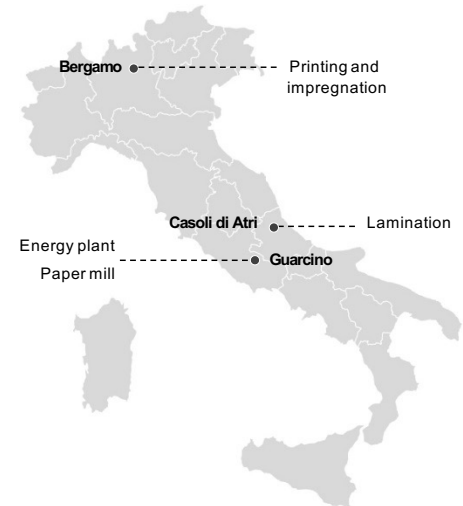 Bergamo
Printing and
impregnation
Casoli di Atri
Lamination
Energy plant
Paper mill
Guarcino